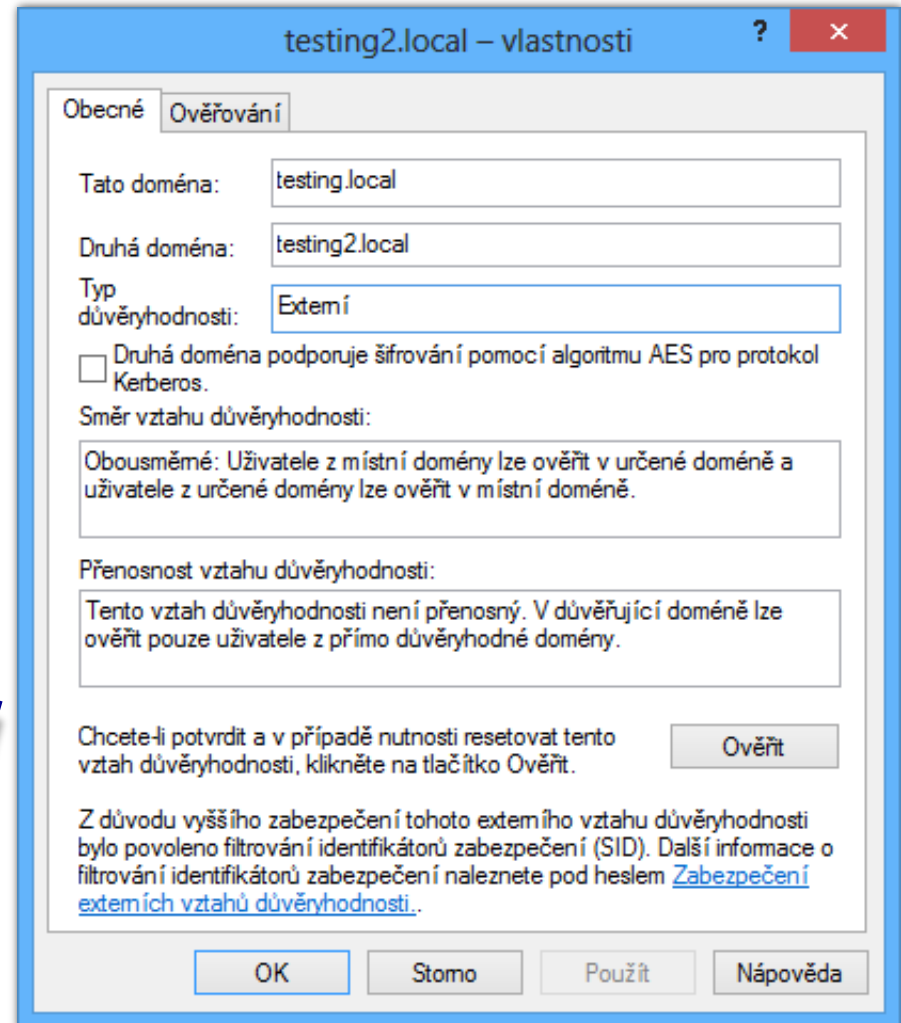 testing2.local – vlastnosti ? ×
Obecné Ověřování
Tato doména: testing.local
Druhá doména: testing2.local
Typ
důvěryhodnosti: Externí
Druhá doména podporuje šifrování pomocí algoritmu AES pro protokol
Kerberos.
Směr vztahu důvěryhodnosti:
Obousměrné: Uživatele z místní domény lze ověřit v určené doméně a
uživatele z určené domény lze ověřit v místní doméně.
Přenosnost vztahu důvěryhodnosti:
Tento vztah důvěryhodnosti není přenosný. V důvěřující doméně lze
ověřit pouze uživatele z přímo důvěryhodné domény.
Chcete-li potvrdit a v případě nutnosti resetovat tento
vztah důvěryhodnosti, klikněte na tlačítko Ověřit.
Ověřit
Z důvodu vyššího zabezpečení tohoto externího vztahu důvěryhodnosti
bylo povoleno filtrování identifikátorů zabezpečení (SID). Další informace o
filtrování identifikátorů zabezpečení naleznete pod heslem Zabezpečení
externích vztahů důvěryhodnosti..
OK Storno Použít Nápověda